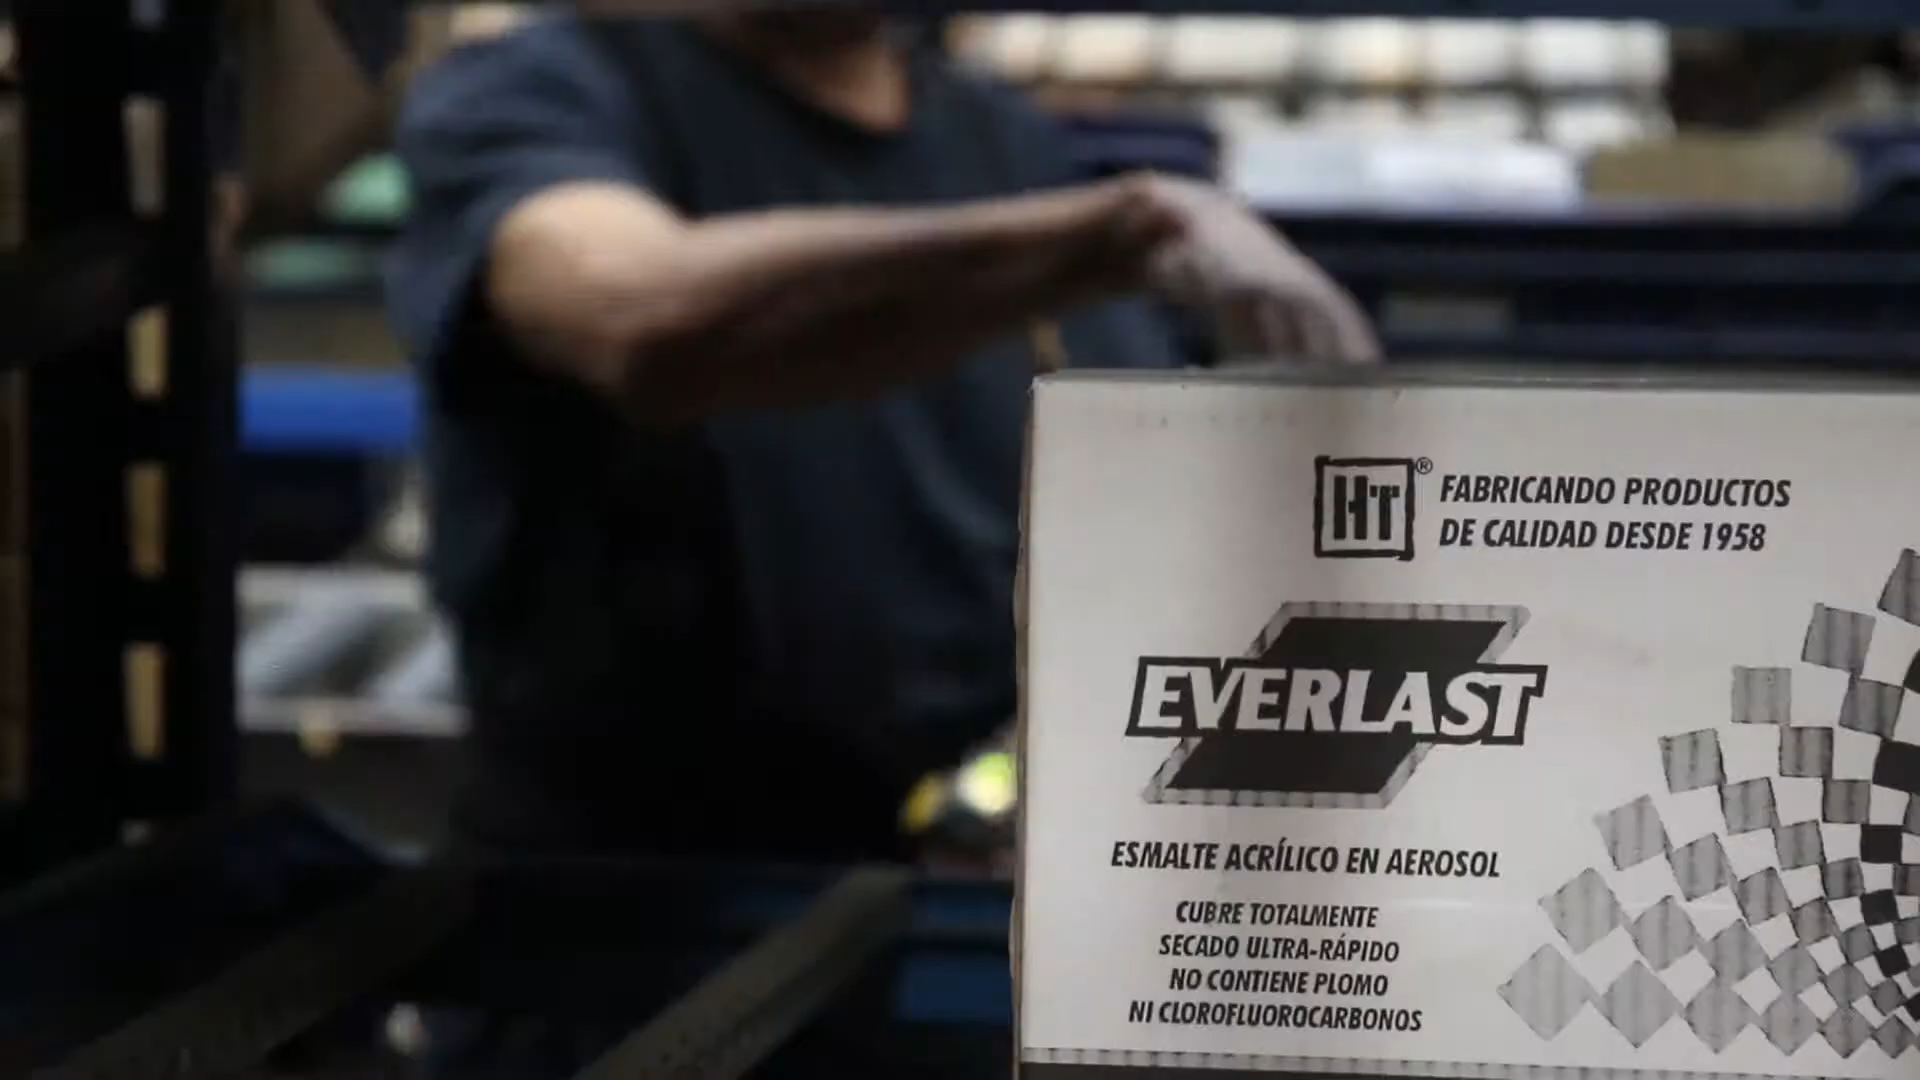 HT® FABRICANDO PRODUCTOS
DE CALIDAD DESDE 1958
EVERLAST
ESMALTE ACRÍLICO EN AEROSOL
CUBRE TOTALMENTE
SECADO ULTRA-RÁPIDO
NO CONTIENE PLOMO
NI CLOROFLUOROCARBONOS